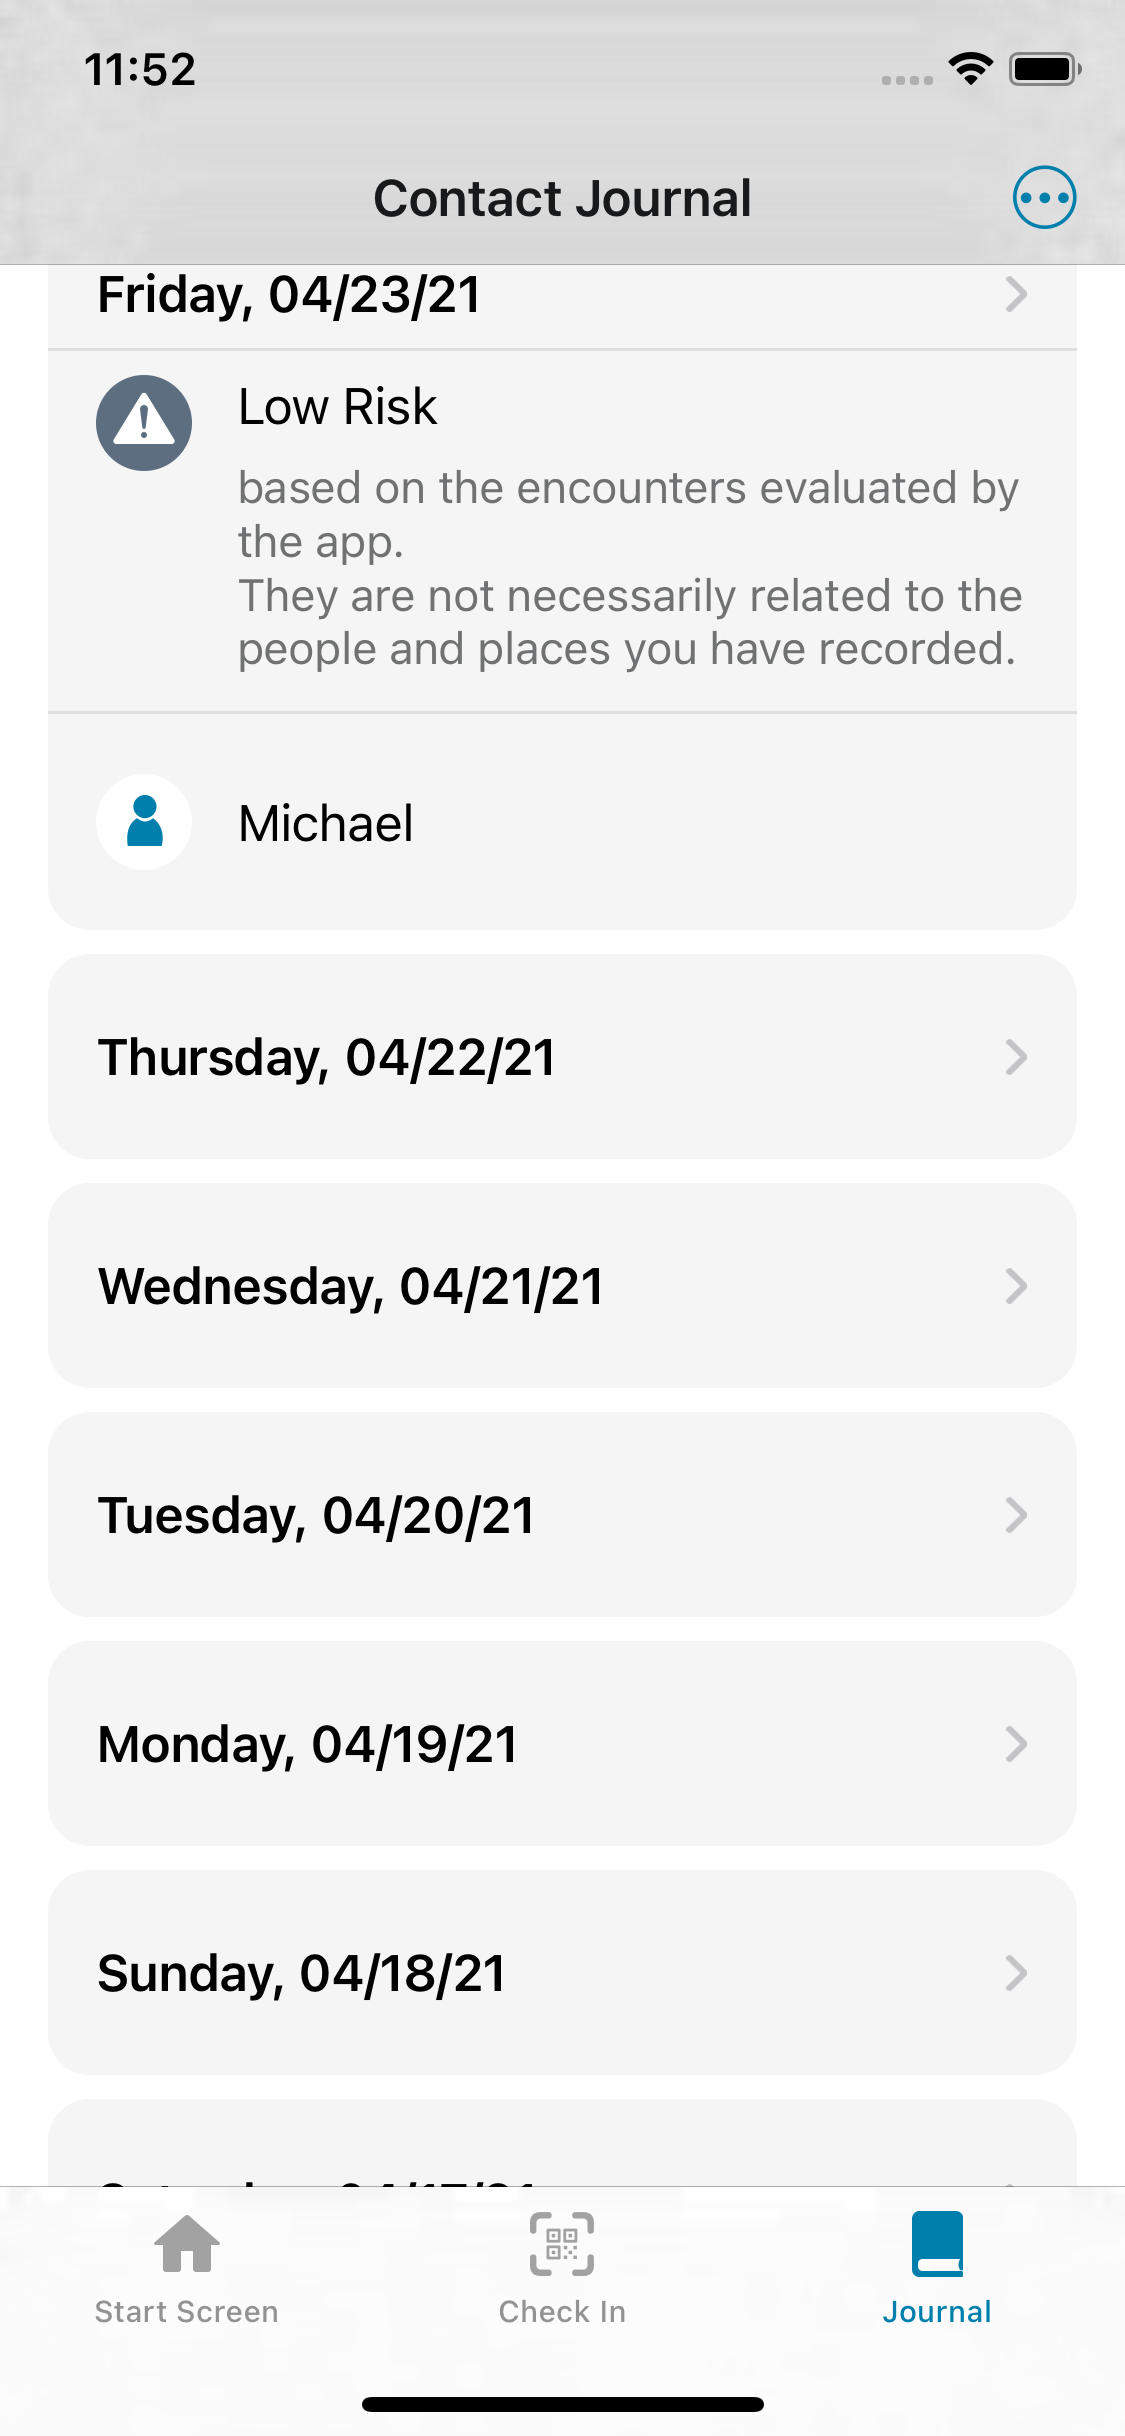 11:52
Contact Journal
Friday, 04/23/21
Low Risk
based on the encounters evaluated by
the app.
They are not necessarily related to the
people and places you have recorded.
Michael
Thursday, 04/22/21
Wednesday, 04/21/21
Tuesday, 04/20/21
Monday, 04/19/21
Sunday, 04/18/21
Start Screen
Check In
Journal